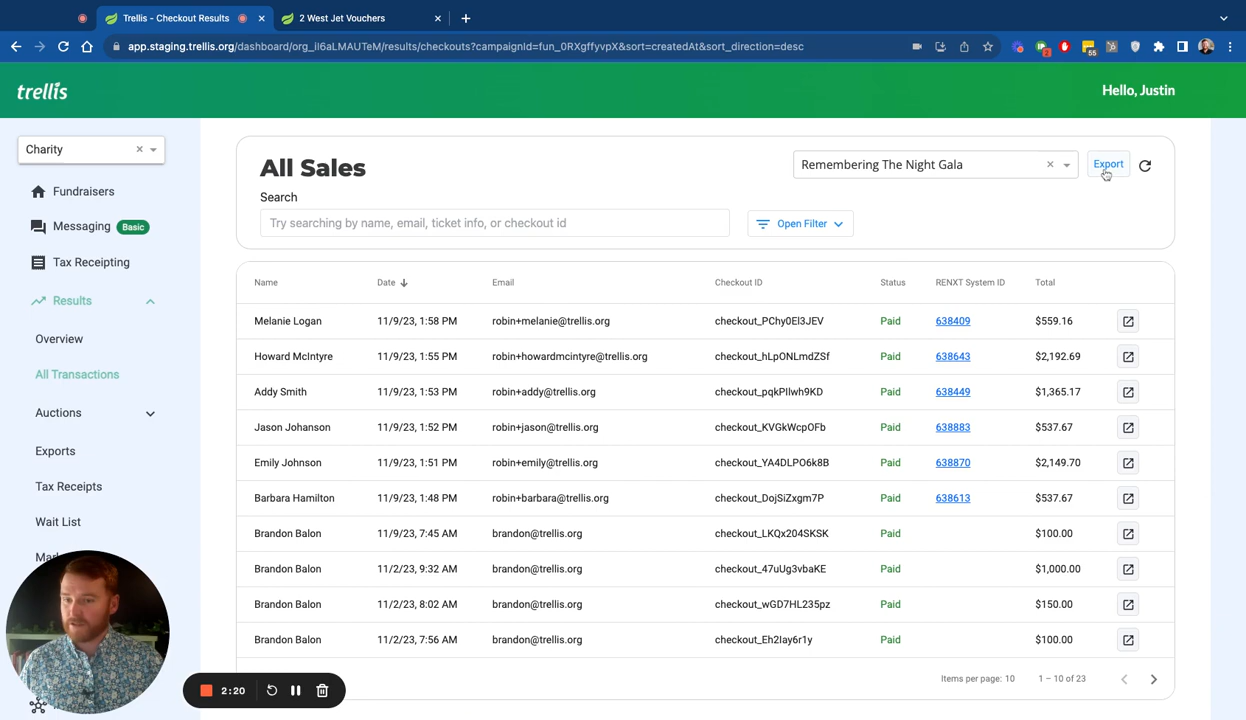 Trellis - Checkout Results
2 West Jet Vouchers
app.staging.trellis.org/dashboard/org_il6aLMAUTeM/results/checkouts?campaignId=fun_0RXgffyvpX&sort=createdAt&sort_direction=desc
2
55
trellis
Hello, Justin
Charity
Fundraisers
Messaging Basic
Tax Receipting
Results
Overview
All Transactions
Auctions
Exports
Tax Receipts
Wait List
All Sales
Remembering The Night Gala
Export
Search
Try searching by name, email, ticket info, or checkout id
Open Filter
Name Date Email Checkout ID Status RENXT System ID Total
Melanie Logan 11/9/23, 1:58 PM robin+melanie@trellis.org checkout_PChy0El3JEV Paid 638409 $559.16
Howard McIntyre 11/9/23, 1:55 PM robin+howardmcintyre@trellis.org checkout_hLpONLmdZSf Paid 638643 $2,192.69
Addy Smith 11/9/23, 1:53 PM robin+addy@trellis.org checkout_pqkPIlwh9KD Paid 638449 $1,365.17
Jason Johanson 11/9/23, 1:52 PM robin+jason@trellis.org checkout_KVGkWcpOFb Paid 638883 $537.67
Emily Johnson 11/9/23, 1:51 PM robin+emily@trellis.org checkout_YA4DLPO6k8B Paid 638870 $2,149.70
Barbara Hamilton 11/9/23, 1:48 PM robin+barbara@trellis.org checkout_DojSiZxgm7P Paid 638613 $537.67
Brandon Balon 11/9/23, 7:45 AM brandon@trellis.org checkout_LKQx204SKSK Paid $100.00
Brandon Balon 11/2/23, 9:32 AM brandon@trellis.org checkout_47uUg3vbaKE Paid $1,000.00
Brandon Balon 11/2/23, 8:02 AM brandon@trellis.org checkout_wGD7HL235pz Paid $150.00
Brandon Balon 11/2/23, 7:56 AM brandon@trellis.org checkout_Eh2Iay6r1y Paid $100.00
Items per page: 10 1 – 10 of 23
2:20